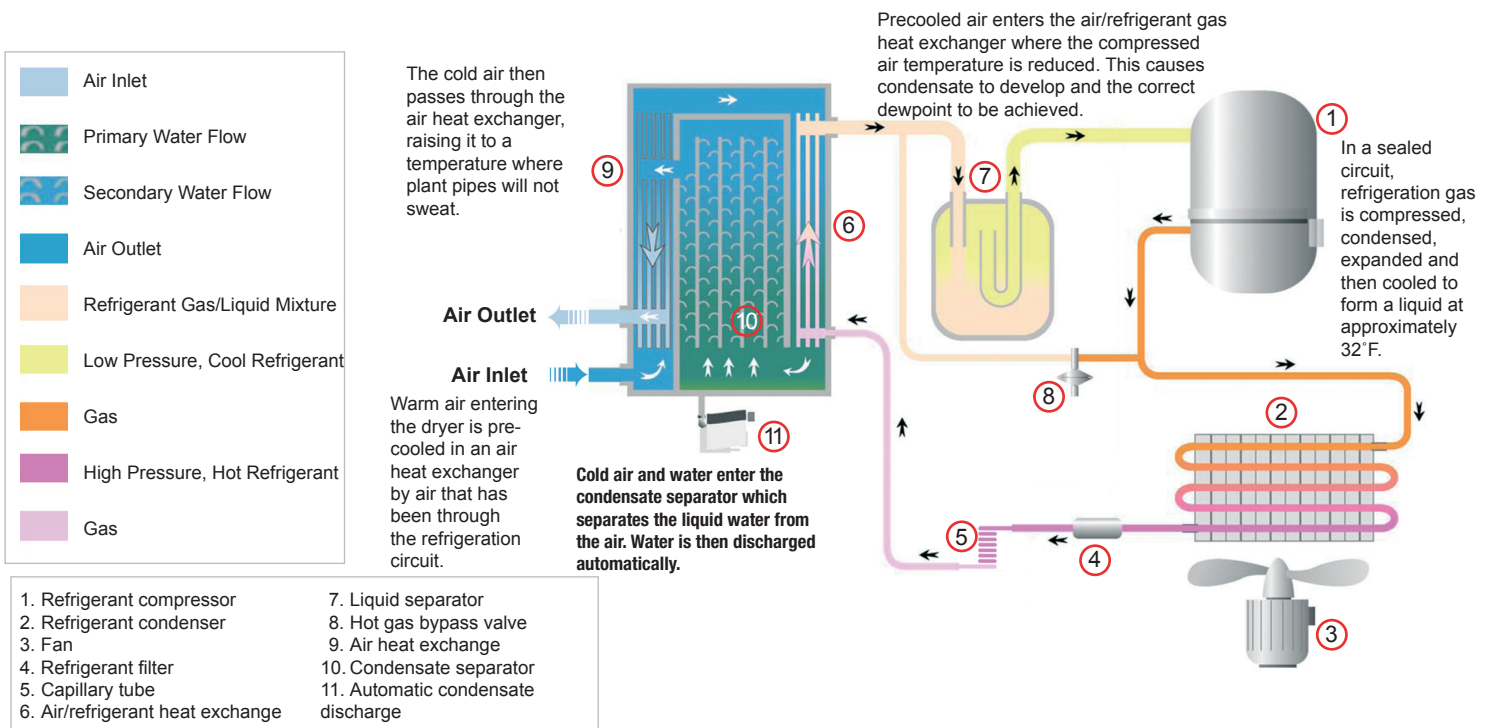 Air Inlet
Primary Water Flow
Secondary Water Flow
Air Outlet
Refrigerant Gas/Liquid Mixture
Low Pressure, Cool Refrigerant
Gas
High Pressure, Hot Refrigerant
Gas
The cold air then
passes through the
air heat exchanger,
raising it to a
temperature where
plant pipes will not
sweat.
Precooled air enters the air/refrigerant gas
heat exchanger where the compressed
air temperature is reduced. This causes
condensate to develop and the correct
dewpoint to be achieved.
1
In a sealed
circuit,
refrigeration gas
is compressed,
condensed,
expanded and
then cooled to
form a liquid at
approximately
32˚F.
9
7
6
10
Air Outlet
Air Inlet
Warm air entering
the dryer is pre-
cooled in an air
heat exchanger
by air that has
been through
the refrigeration
circuit.
8
2
11
Cold air and water enter the
condensate separator which
separates the liquid water from
the air. Water is then discharged
automatically.
5
4
3
1. Refrigerant compressor
2. Refrigerant condenser
3. Fan
4. Refrigerant filter
5. Capillary tube
6. Air/refrigerant heat exchange
7. Liquid separator
8. Hot gas bypass valve
9. Air heat exchange
10. Condensate separator
11. Automatic condensate
discharge